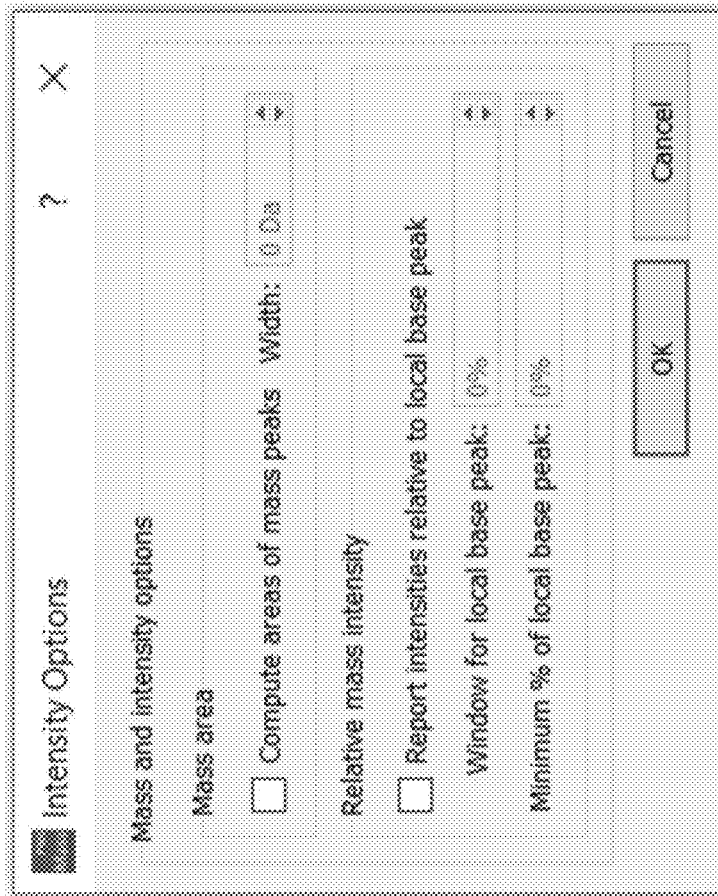 Intensity Options ? X
Mass and intensity options
Mass area
Compute areas of mass peaks Width: 0 Da
Relative mass intensity
Report intensities relative to local base peak
Window for local base peak: 0%
Minimum % of local base peak: 0%
OK Cancel